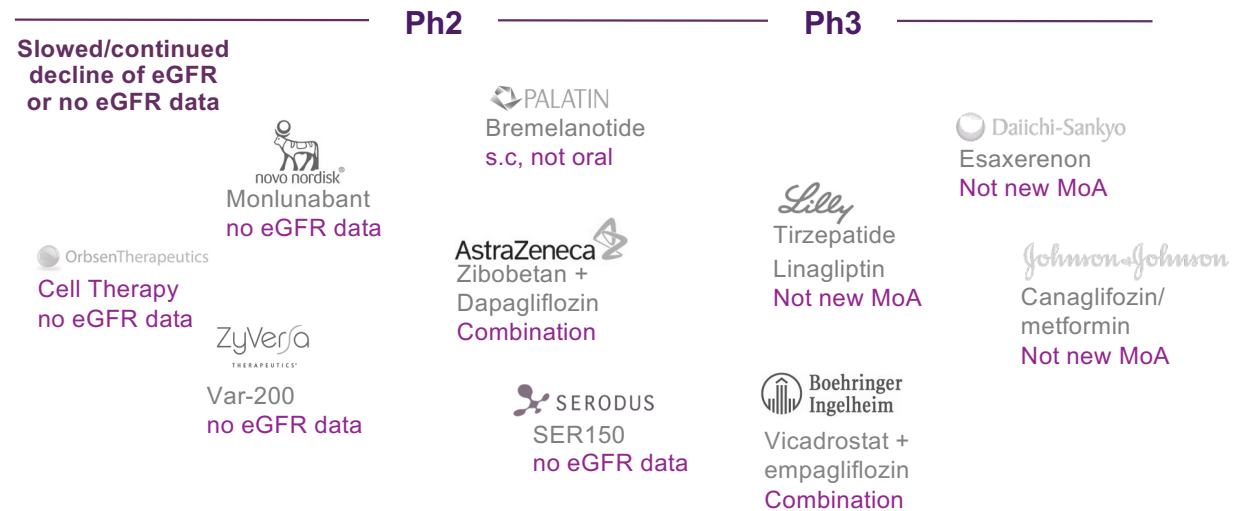 Ph2
Ph3
Slowed/continued
decline of eGFR
or no eGFR data
novo nordisk®
Monlunabant
no eGFR data
OrbsenTherapeutics
Cell Therapy
no eGFR data
ZyVersa
THERAPEUTICS®
Var-200
no eGFR data
PALATIN
Bremelanotide
s.c, not oral
AstraZeneca
Zibobetan +
Dapagliflozin
Combination
SERODUS
SER150
no eGFR data
Lilly
Tirzepatide
Linagliptin
Not new MoA
Boehringer
Ingelheim
Vicadrostat +
empagliflozin
Combination
Daiichi-Sankyo
Esaxerenon
Not new MoA
Johnson&Johnson
Canaglifozin/
metformin
Not new MoA